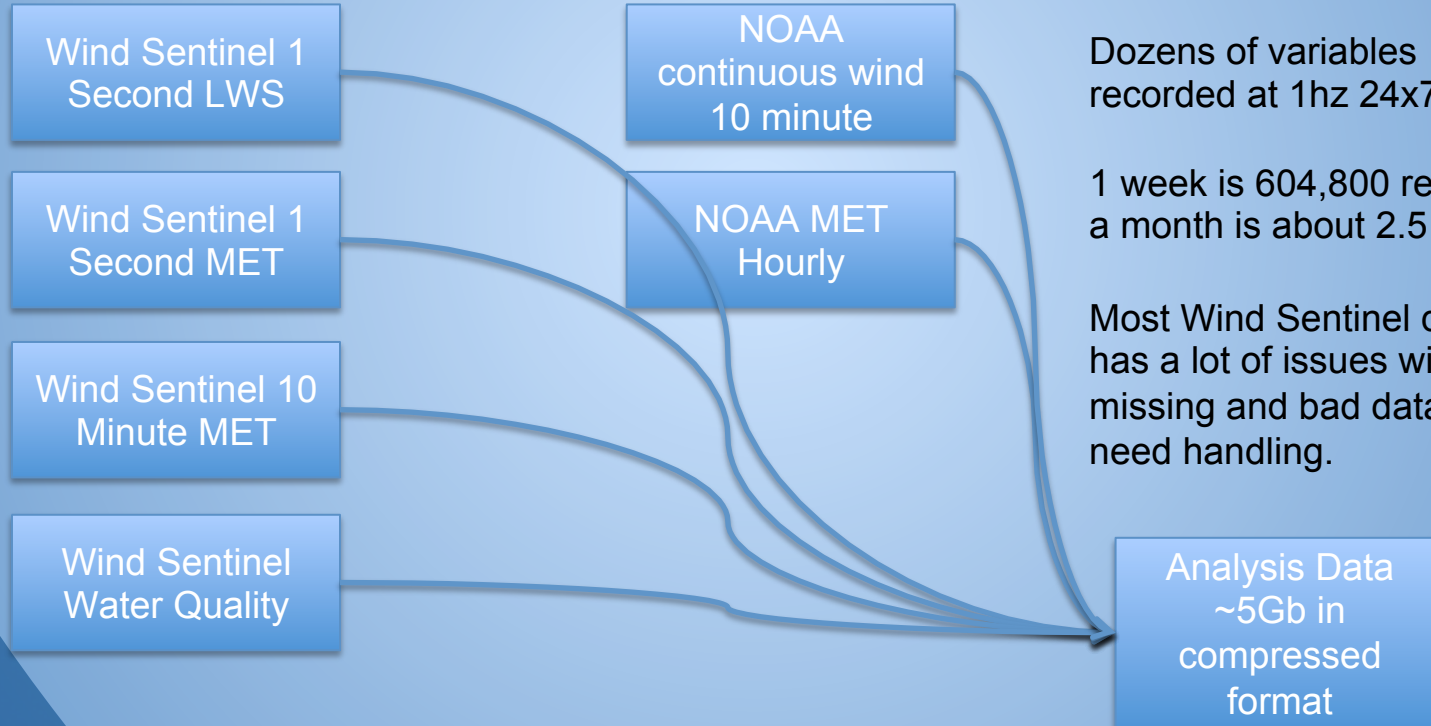 Wind Sentinel 1
Second LWS
Wind Sentinel 1
Second MET
Wind Sentinel 10
Minute MET
Wind Sentinel
Water Quality
NOAA
continuous wind
10 minute
NOAA MET
Hourly
Dozens of variables
recorded at 1hz 24x7
1 week is 604,800
a month is about 2.5
Most Wind Sentinel
has a lot of issues
missing and bad data
need handling.
Analysis Data
~5Gb in
compressed
format